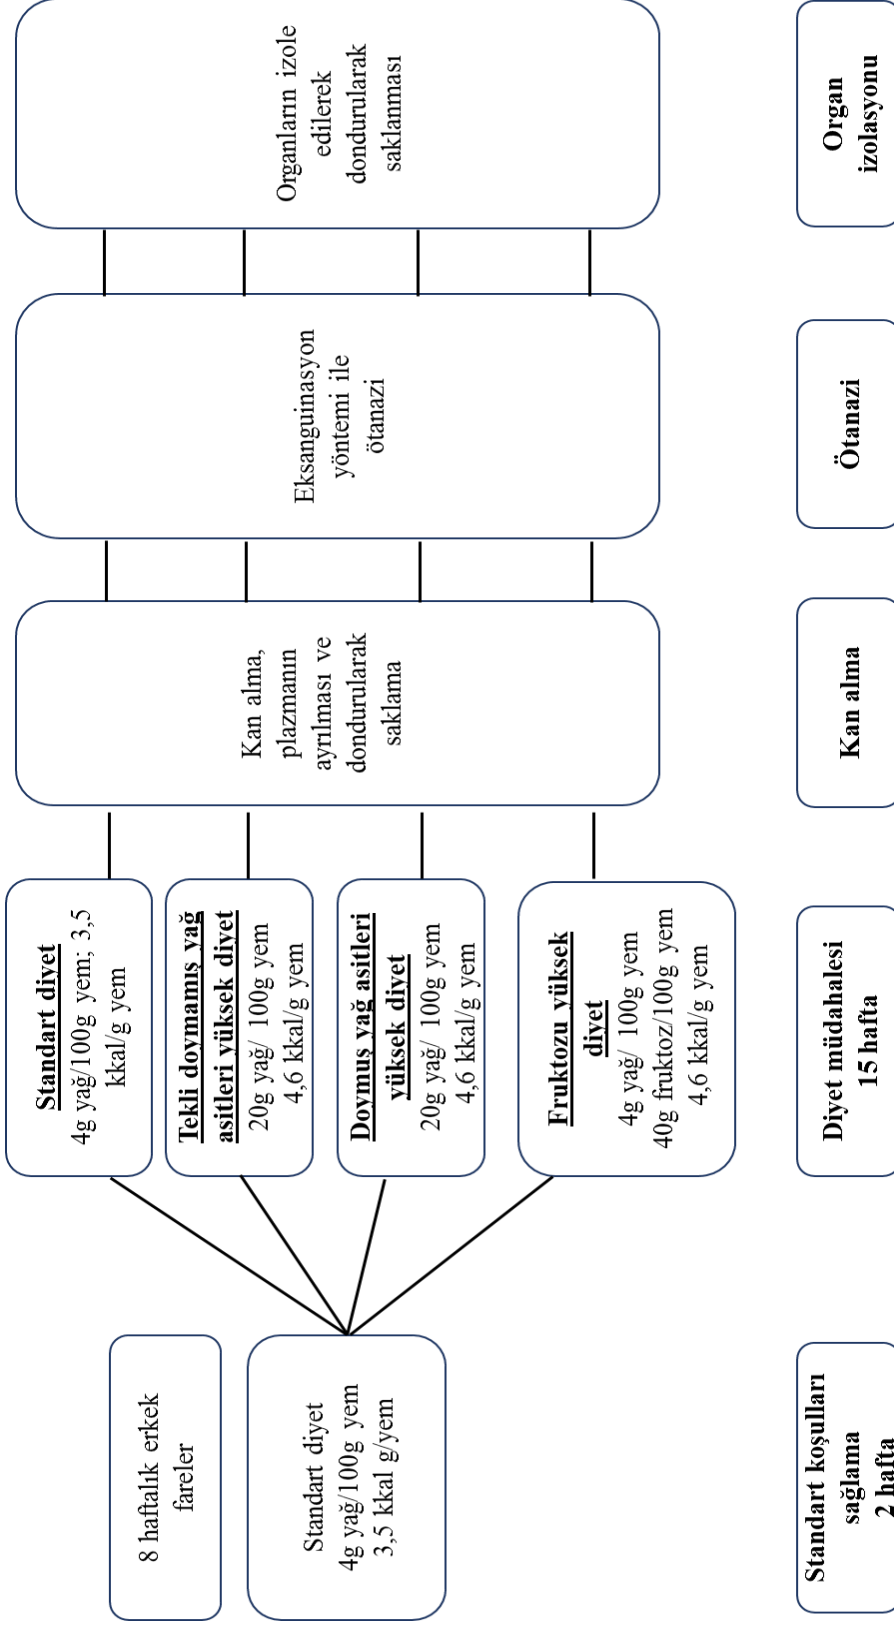 8 haftalık erkek
fareler
Standart diyet
4g yağ/100g yem
3,5 kkal g/yem
Standart diyet
4g yağ/100g yem; 3,5
kkal/g yem
Tekli doymamış yağ
asitleri yüksek diyet
20g yağ/ 100g yem
4,6 kkal/g yem
Doymuş yağ asitleri
yüksek diyet
20g yağ/ 100g yem
4,6 kkal/g yem
Fruktozu yüksek
diyet
4g yağ/ 100g yem
40g fruktoz/100g yem
4,6 kkal/g yem
Kan alma,
plazmanın
ayrılması ve
dondurularak
saklama
Eksanguinasyon
yöntemi ile
ötanazi
Organların izole
edilerek
dondurularak
saklanması
Standart koşulları
sağlama
2 hafta
Diyet müdahalesi
15 hafta
Kan alma
Ötanazi
Organ
izolasyonu